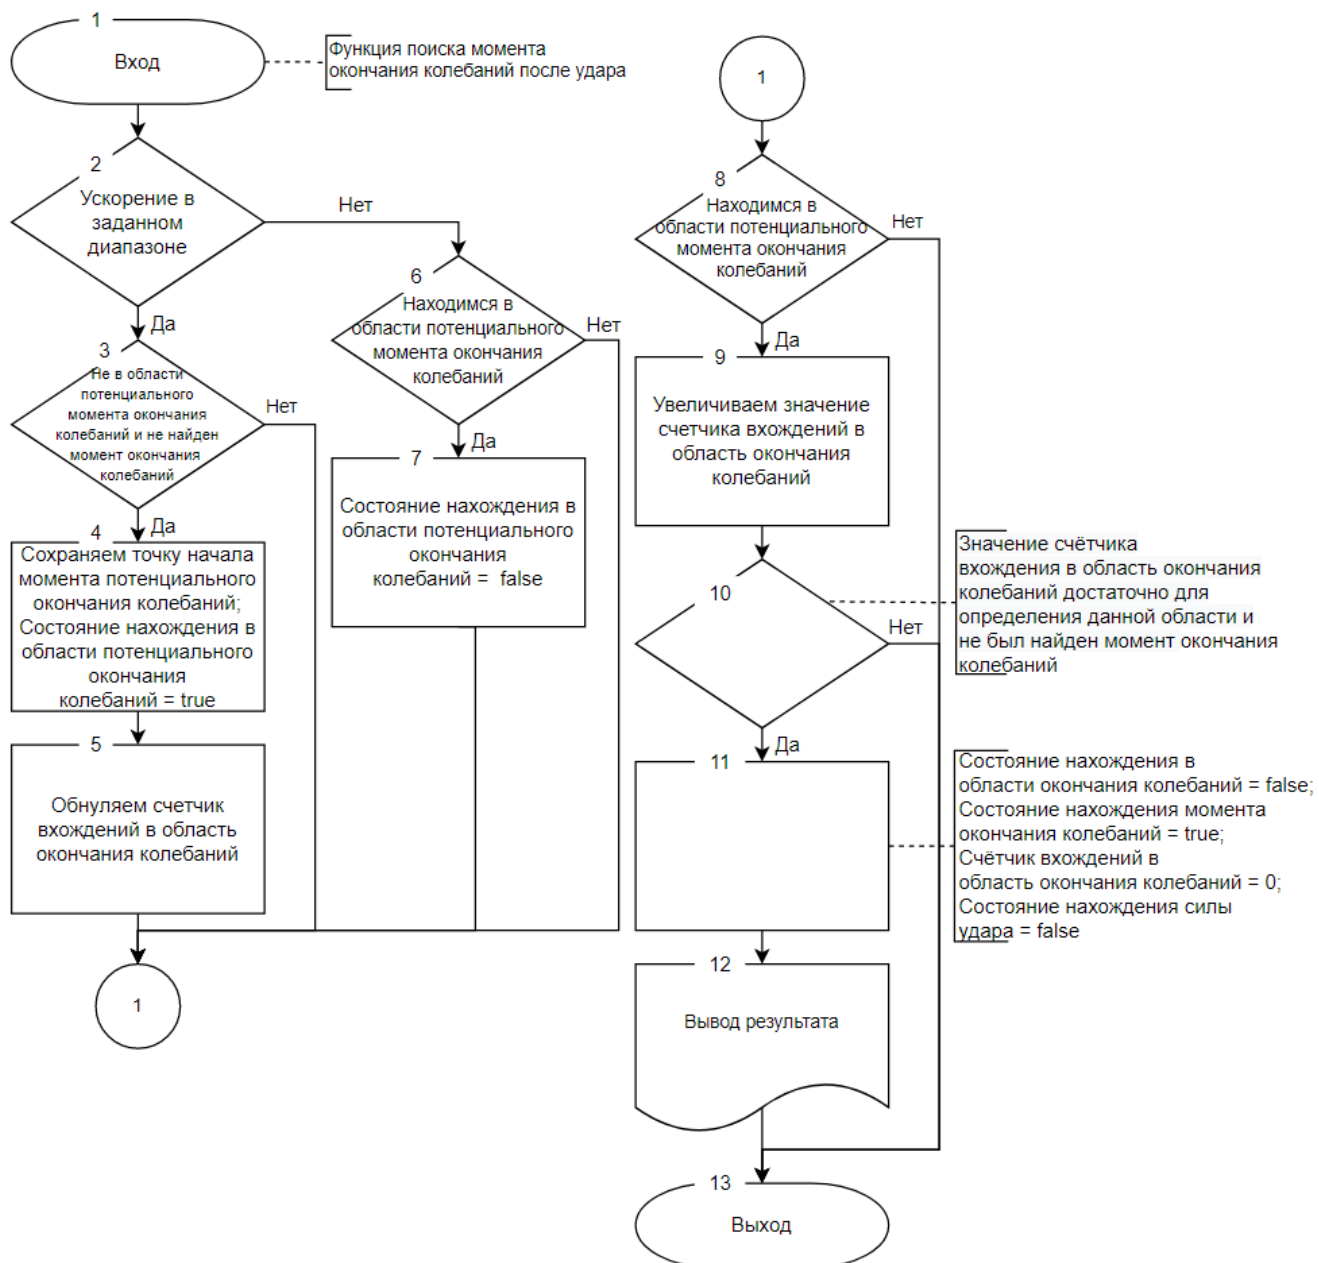 1
Вход
Функция поиска момента
окончания колебаний после удара
2
Ускорение в
заданном
диапазоне
Нет
Да
3
Не в области
потенциального
момента окончания
колебаний и не найден
момент окончания
колебаний
Нет
Да
4
Сохраняем точку начала
момента потенциального
окончания колебаний;
Состояние нахождения в
области потенциального
окончания
колебаний = true
5
Обнуляем счетчик
вхождений в область
окончания колебаний
1
6
Находимся в
области потенциального
момента окончания
колебаний
Нет
Да
7
Состояние нахождения в
области потенциального
окончания
колебаний = false
1
8
Находимся в
области потенциального
момента окончания
колебаний
Нет
Да
9
Увеличиваем значение
счетчика вхождений в
область окончания
колебаний
10
Нет
Значение счётчика
вхождения в область окончания
колебаний достаточно для
определения данной области и
не был найден момент окончания
колебаний
Да
11
Состояние нахождения в
области окончания колебаний = false;
Состояние нахождения момента
окончания колебаний = true;
Счётчик вхождений в
область окончания колебаний = 0;
Состояние нахождения силы
удара = false
12
Вывод результата
13
Выход